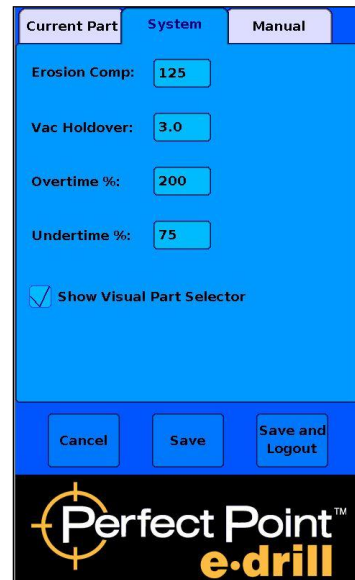 Current Part System Manual
Erosion Comp: 125
Vac Holdover: 3.0
Overtime %: 200
Undertime %: 75
Show Visual Part Selector
Cancel Save Save and Logout
Perfect Point™
e·drill